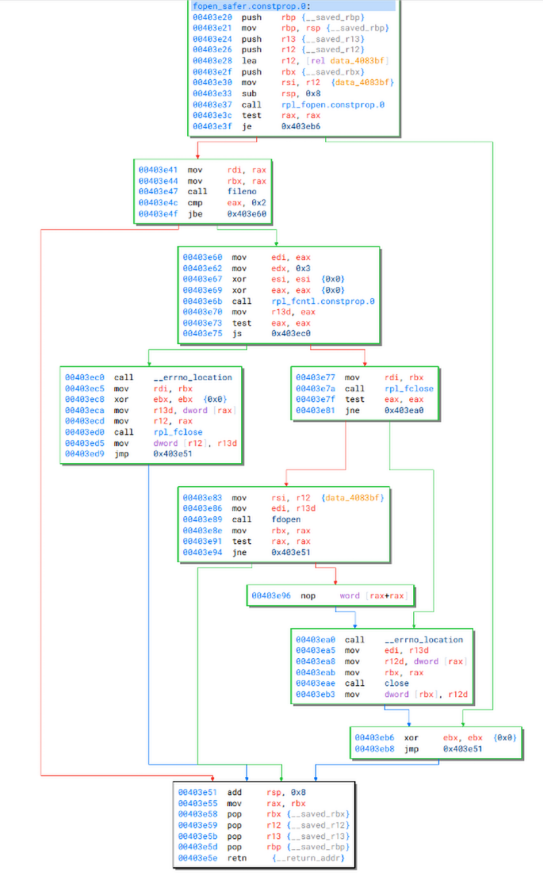 fopen_safer.constprop.0:
00403e20 push rbp {__saved_rbp}
00403e21 mov rbp, rsp {__saved_rbp}
00403e24 push r13 {__saved_r13}
00403e26 push r12 {__saved_r12}
00403e28 lea r12, [rel data_4083bf]
00403e2f push rbx {__saved_rbx}
00403e30 mov rsi, r12 {data_4083bf}
00403e33 sub rsp, 0x8
00403e37 call rpl_fopen.constprop.0
00403e3c test rax, rax
00403e3f je 0x403eb6
00403e41 mov rdi, rax
00403e44 mov rbx, rax
00403e47 call fileno
00403e4c cmp eax, 0x2
00403e4f jbe 0x403e60
00403e60 mov edi, eax
00403e62 mov edx, 0x3
00403e67 xor esi, esi {0x0}
00403e69 xor eax, eax {0x0}
00403e6b call rpl_fcntl.constprop.0
00403e70 mov r13d, eax
00403e73 test eax, eax
00403e75 js 0x403ec0
00403ec0 call __errno_location
00403ec5 mov rdi, rbx
00403ec8 xor ebx, ebx {0x0}
00403eca mov r13d, dword [rax]
00403ecd mov r12, rax
00403ed0 call rpl_fclose
00403ed5 mov dword [r12], r13d
00403ed9 jmp 0x403e51
00403e77 mov rdi, rbx
00403e7a call rpl_fclose
00403e7f test eax, eax
00403e81 jne 0x403ea0
00403e83 mov rsi, r12 {data_4083bf}
00403e86 mov edi, r13d
00403e89 call fdopen
00403e8e mov rbx, rax
00403e91 test rax, rax
00403e94 jne 0x403e51
00403e96 nop word [rax+rax]
00403ea0 call __errno_location
00403ea5 mov edi, r13d
00403ea8 mov r12d, dword [rax]
00403eab mov rbx, rax
00403eae call close
00403eb3 mov dword [rbx], r12d
00403eb6 xor ebx, ebx {0x0}
00403eb8 jmp 0x403e51
00403e51 add rsp, 0x8
00403e55 mov rax, rbx
00403e58 pop rbx {__saved_rbx}
00403e59 pop r12 {__saved_r12}
00403e5b pop r13 {__saved_r13}
00403e5d pop rbp {__saved_rbp}
00403e5e retn {__return_addr}